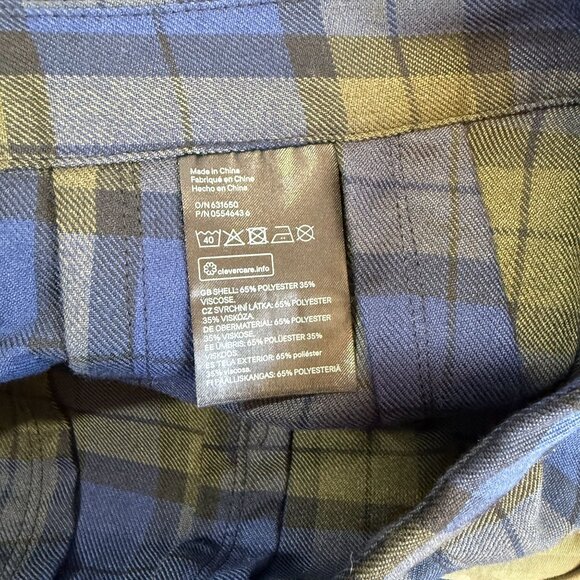 Made in China
Fabriqué en Chine
Hecho en China
O/N 631650
P/N 0554643 6
40
clevercare.info
GB SHELL: 65% POLYESTER 35%
VISCOSE.
CZ SVRCHNÍ LÁTKA: 65% POLYESTER
35% VISKÓZA.
DE OBERMATERIAL: 65% POLYESTER
35% VISKOSE.
EE ÜMBRIS: 65% POLÜESTER 35%
VISKOOS.
ES TELA EXTERIOR: 65% poliéster
35% viscosa.
FI PÄÄLLISKANGAS: 65% POLYESTERIÄ